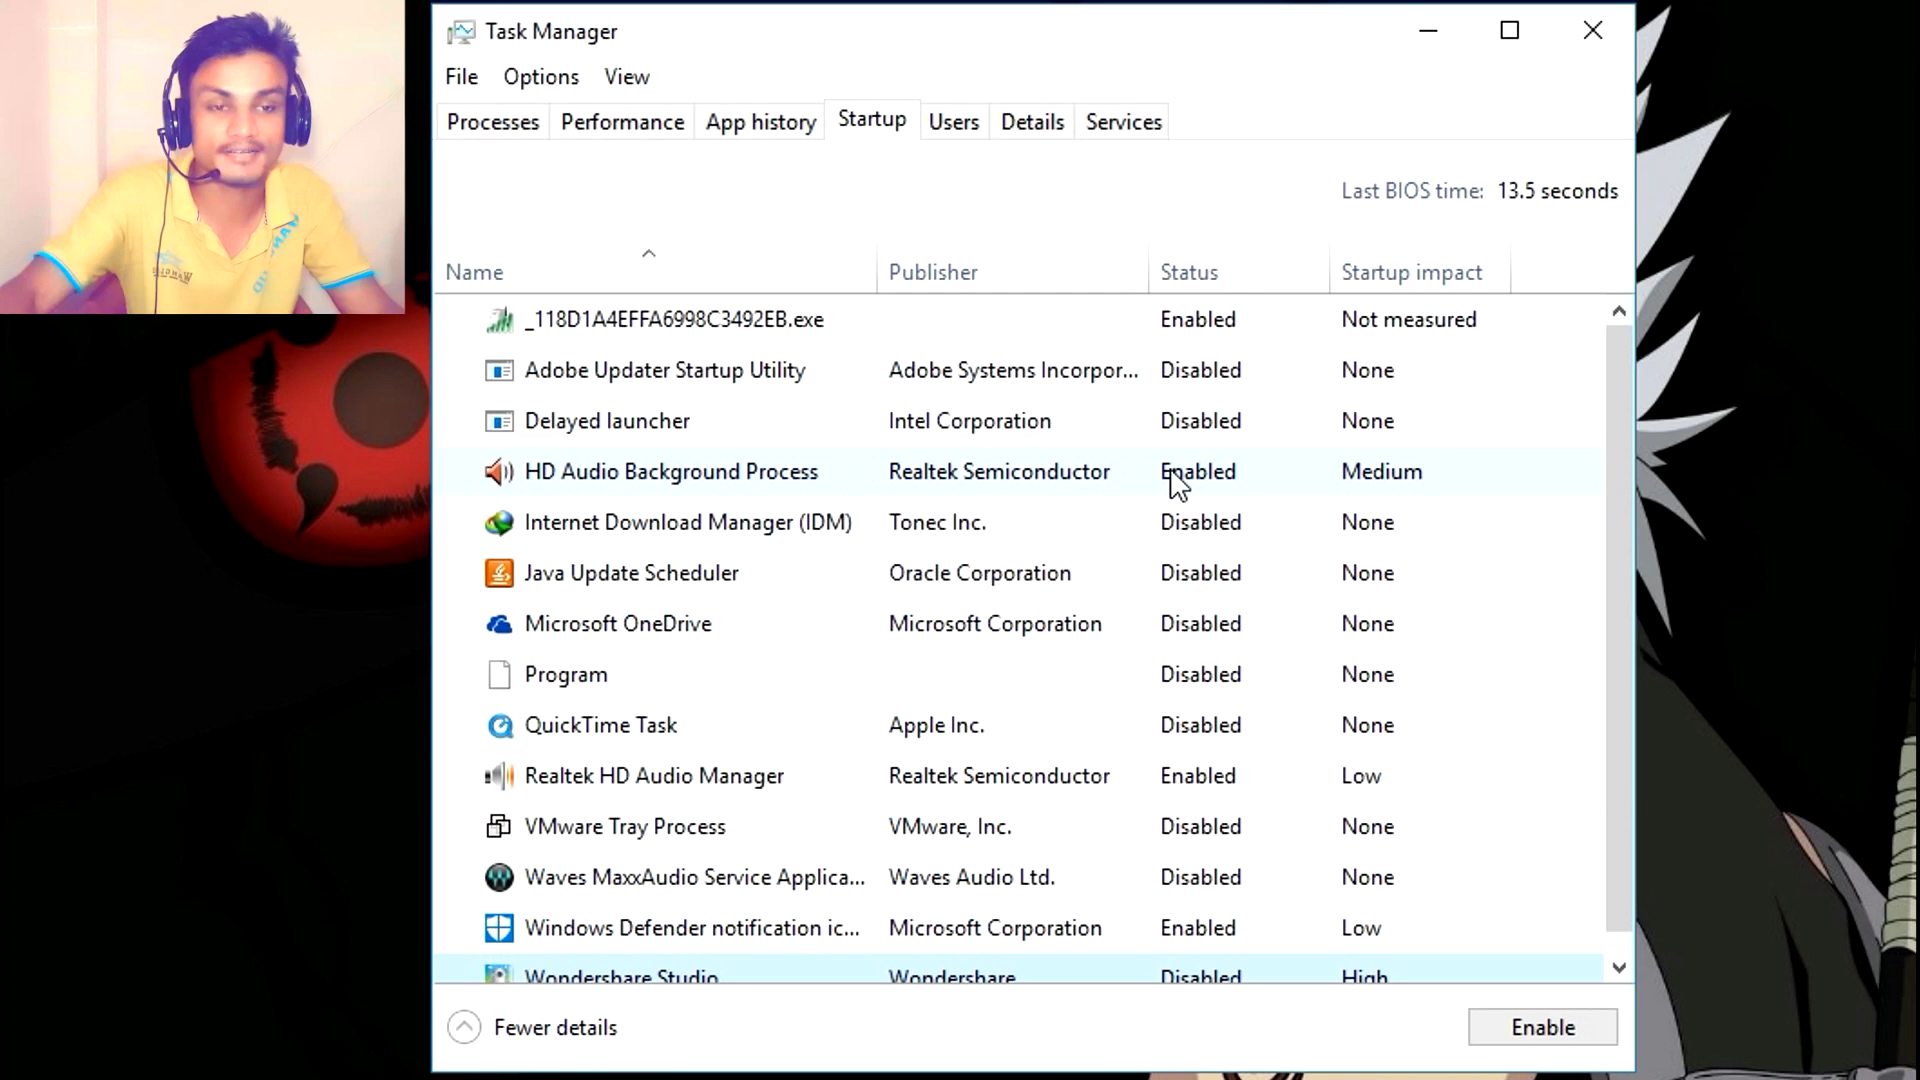 Task Manager
File Options View
Processes Performance App history Startup Users Details Services
Last BIOS time: 13.5 seconds
Name Publisher Status Startup impact
_118D1A4EFFA6998C3492EB.exe Enabled Not measured
Adobe Updater Startup Utility Adobe Systems Incorpor... Disabled None
Delayed launcher Intel Corporation Disabled None
HD Audio Background Process Realtek Semiconductor Enabled Medium
Internet Download Manager (IDM) Tonec Inc. Disabled None
Java Update Scheduler Oracle Corporation Disabled None
Microsoft OneDrive Microsoft Corporation Disabled None
Program Disabled None
QuickTime Task Apple Inc. Disabled None
Realtek HD Audio Manager Realtek Semiconductor Enabled Low
VMware Tray Process VMware, Inc. Disabled None
Waves MaxxAudio Service Applica... Waves Audio Ltd. Disabled None
Windows Defender notification ic... Microsoft Corporation Enabled Low
Wondershare Studio Wondershare Disabled High
Fewer details Enable